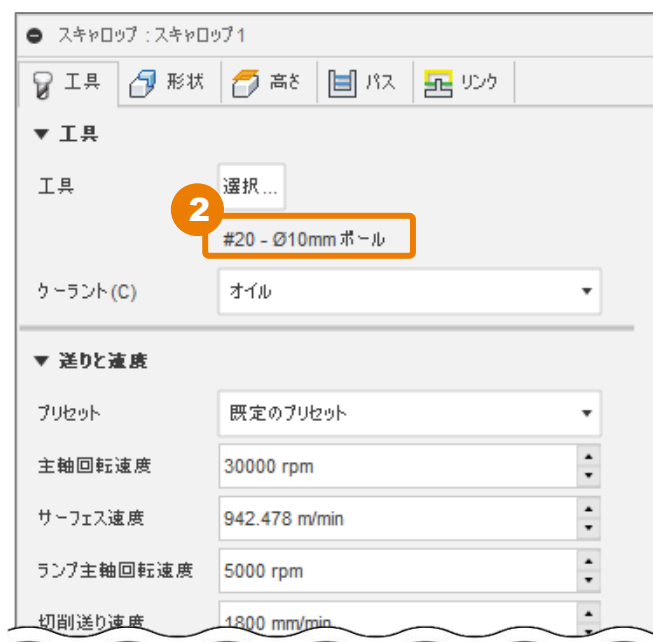 スキャロップ : スキャロップ1
工具 形状 高さ パス リンク
▼ 工具
工具 選択...
2
#20 - Ø10mm ボール
クーラント(C) オイル
▼ 送りと速度
プリセット 既定のプリセット
主軸回転速度 30000 rpm
サーフェス速度 942.478 m/min
ランプ主軸回転速度 5000 rpm
切削送り速度 1800 mm/min